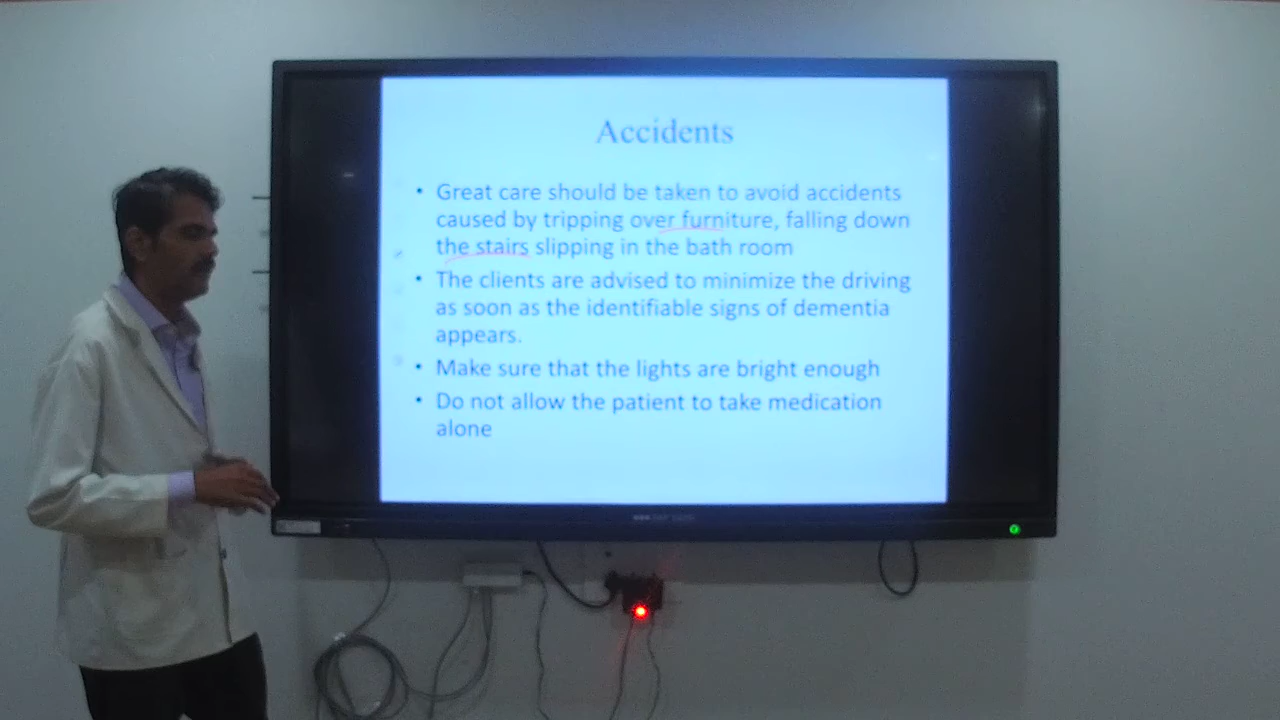 Accidents
• Great care should be taken to avoid accidents
caused by tripping over furniture, falling down
the stairs slipping in the bath room
• The clients are advised to minimize the driving
as soon as the identifiable signs of dementia
appears.
• Make sure that the lights are bright enough
• Do not allow the patient to take medication
alone